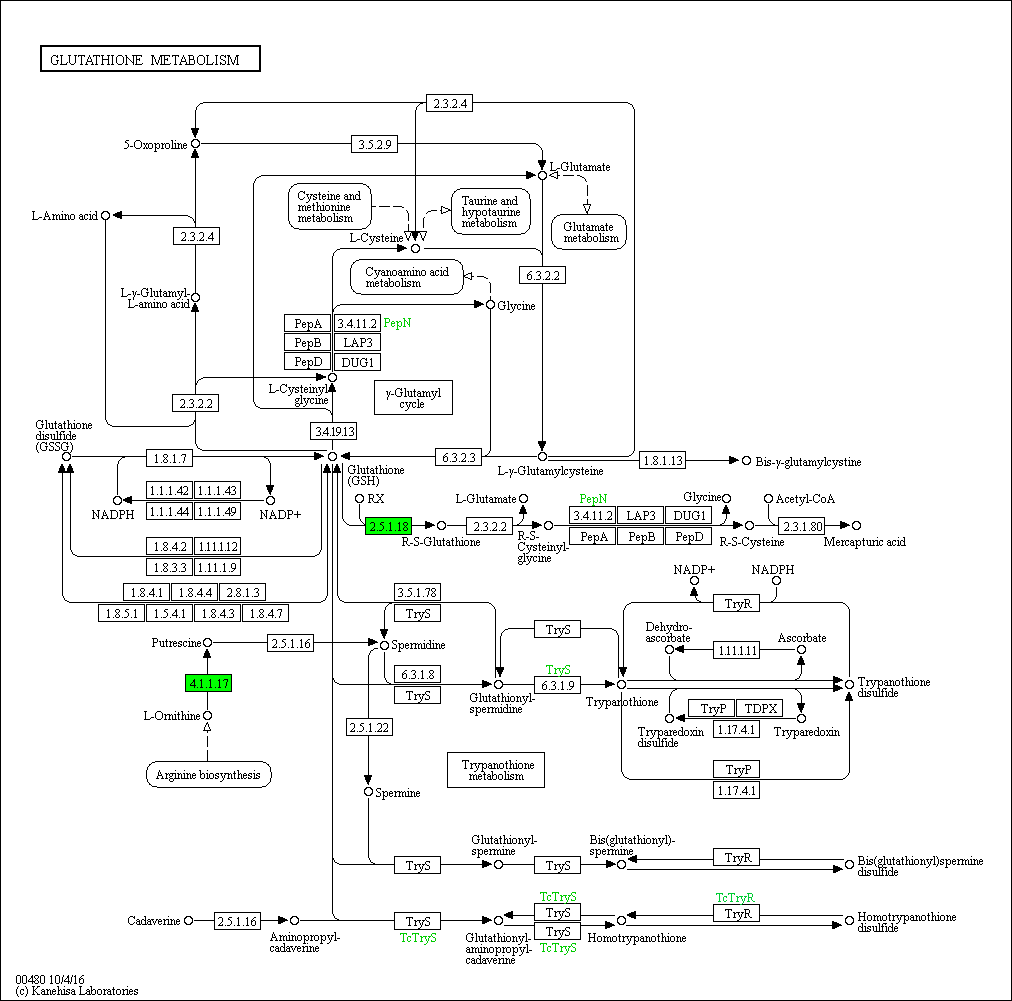 GLUTATHIONE METABOLISM
2.3.2.4
5-Oxoproline
3.5.2.9
L-Glutamate
Cysteine and
methionine
metabolism
Taurine and
hypotaurine
metabolism
L-Amino acid
Glutamate
metabolism
2.3.2.4
L-Cysteine
Cyanoamino acid
metabolism
6.3.2.2
L-γ-Glutamyl-
L-amino acid
Glycine
PepA
3.4.11.2
PepN
PepB
LAP3
PepD
DUG1
L-Cysteinyl
glycine
γ-Glutamyl
cycle
2.3.2.2
Glutathione
disulfide
(GSSG)
3.4.19.13
1.8.1.7
6.3.2.3
1.8.1.13
Bis-γ-glutamylcystine
Glutathione
(GSH)
L-γ-Glutamylcysteine
1.1.1.42
1.1.1.43
NADPH
NADP+
1.1.1.44
1.1.1.49
RX
L-Glutamate
PepN
Glycine
Acetyl-CoA
2.5.1.18
2.3.2.2
3.4.11.2
LAP3
DUG1
2.3.1.80
PepA
PepB
PepD
R-S-Glutathione
R-S-
Cysteinyl-
glycine
R-S-Cysteine
Mercapturic acid
1.8.4.2
1.11.1.12
1.8.3.3
1.11.1.9
NADP+
NADPH
1.8.4.1
1.8.4.4
2.8.1.3
3.5.1.78
TryR
1.8.5.1
1.5.4.1
1.8.4.3
1.8.4.7
TryS
TryS
Dehydro-
ascorbate
Ascorbate
Putrescine
2.5.1.16
Spermidine
1.11.1.11
6.3.1.8
TryS
4.1.1.17
TryS
6.3.1.9
Glutathionyl-
spermidine
Trypanothione
Trypanothione
disulfide
L-Ornithine
TryP
TDPX
2.5.1.22
1.17.4.1
Tryparedoxin
disulfide
Tryparedoxin
Arginine biosynthesis
Trypanothione
metabolism
TryP
1.17.4.1
Spermine
Glutathionyl-
spermine
Bis(glutathionyl)-
spermine
TryR
TryS
TryS
Bis(glutathionyl)spermine
disulfide
TcTryS
TcTryR
TryS
TryR
Cadaverine
2.5.1.16
TryS
TryS
Homotrypanothione
disulfide
Aminopropyl-
cadaverine
TcTryS
Glutathionyl-
aminopropyl-
cadaverine
TcTryS
Homotrypanothione
00480 10/4/16
(c) Kanehisa Laboratories